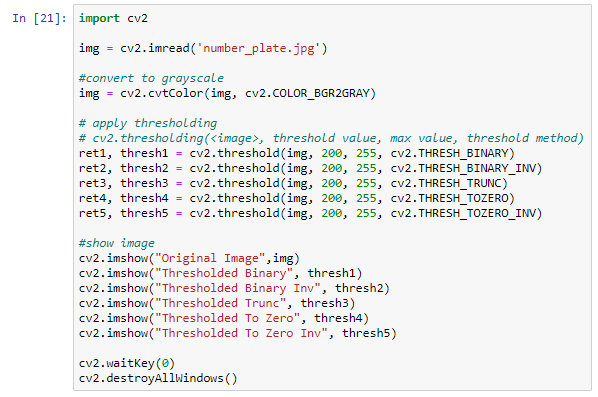 In [21]: import cv2
img = cv2.imread('number_plate.jpg')
#convert to grayscale
img = cv2.cvtColor(img, cv2.COLOR_BGR2GRAY)
# apply thresholding
# cv2.thresholding(<image>, threshold value, max value, threshold method)
ret1, thresh1 = cv2.threshold(img, 200, 255, cv2.THRESH_BINARY)
ret2, thresh2 = cv2.threshold(img, 200, 255, cv2.THRESH_BINARY_INV)
ret3, thresh3 = cv2.threshold(img, 200, 255, cv2.THRESH_TRUNC)
ret4, thresh4 = cv2.threshold(img, 200, 255, cv2.THRESH_TOZERO)
ret5, thresh5 = cv2.threshold(img, 200, 255, cv2.THRESH_TOZERO_INV)
#show image
cv2.imshow("Original Image",img)
cv2.imshow("Thresholded Binary", thresh1)
cv2.imshow("Thresholded Binary Inv", thresh2)
cv2.imshow("Thresholded Trunc", thresh3)
cv2.imshow("Thresholded To Zero", thresh4)
cv2.imshow("Thresholded To Zero Inv", thresh5)
cv2.waitKey(0)
cv2.destroyAllWindows()